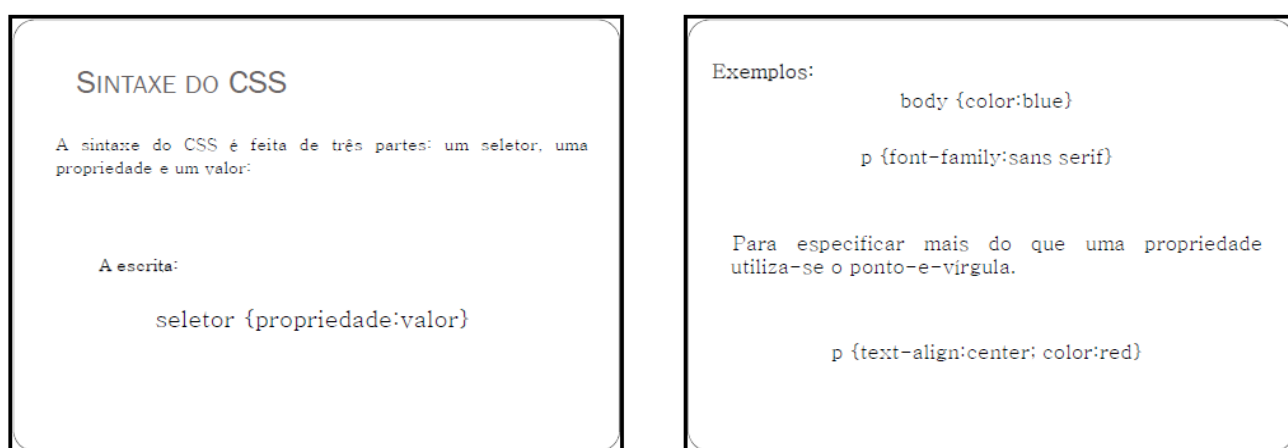 SINTAXE DO CSS
A sintaxe do CSS é feita de três partes: um seletor, uma
propriedade e um valor:
A escrita:
seletor {propriedade:valor}
Exemplos:
body {color:blue}
p {font-family:sans serif}
Para especificar mais do que uma propriedade
utiliza-se o ponto-e-vírgula.
p {text-align:center; color:red}